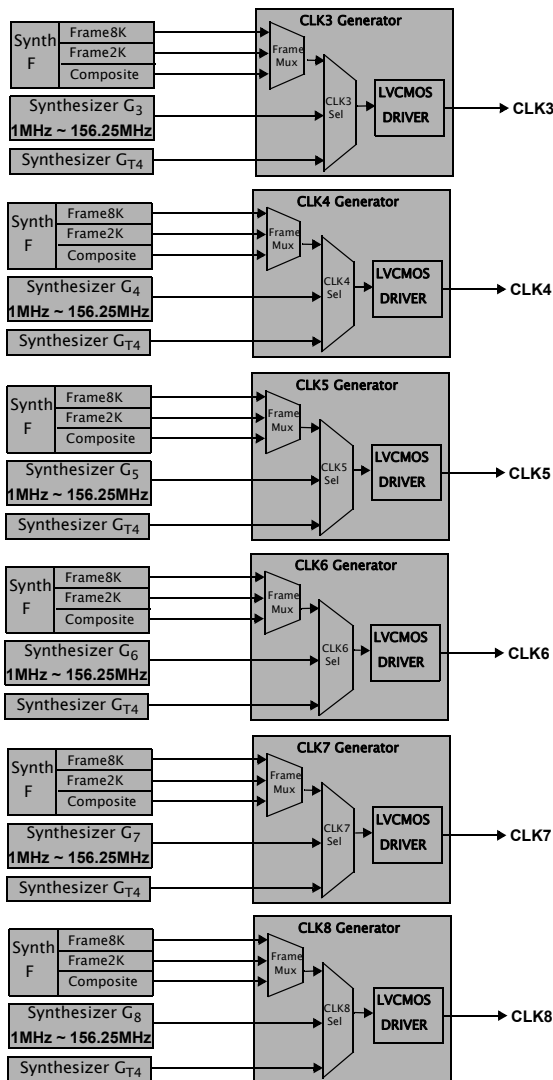 CLK3 Generator
Synth F
Frame8K
Frame2K
Composite
Frame Mux
Synthesizer G3
1MHz ~ 156.25MHz
CLK3 Sel
LVCMOS DRIVER
CLK3
Synthesizer GT4
CLK4 Generator
Synth F
Frame8K
Frame2K
Composite
Frame Mux
Synthesizer G4
1MHz ~ 156.25MHz
CLK4 Sel
LVCMOS DRIVER
CLK4
Synthesizer GT4
CLK5 Generator
Synth F
Frame8K
Frame2K
Composite
Frame Mux
Synthesizer G5
1MHz ~ 156.25MHz
CLK5 Sel
LVCMOS DRIVER
CLK5
Synthesizer GT4
CLK6 Generator
Synth F
Frame8K
Frame2K
Composite
Frame Mux
Synthesizer G6
1MHz ~ 156.25MHz
CLK6 Sel
LVCMOS DRIVER
CLK6
Synthesizer GT4
CLK7 Generator
Synth F
Frame8K
Frame2K
Composite
Frame Mux
Synthesizer G7
1MHz ~ 156.25MHz
CLK7 Sel
LVCMOS DRIVER
CLK7
Synthesizer GT4
CLK8 Generator
Synth F
Frame8K
Frame2K
Composite
Frame Mux
Synthesizer G8
1MHz ~ 156.25MHz
CLK8 Sel
LVCMOS DRIVER
CLK8
Synthesizer GT4